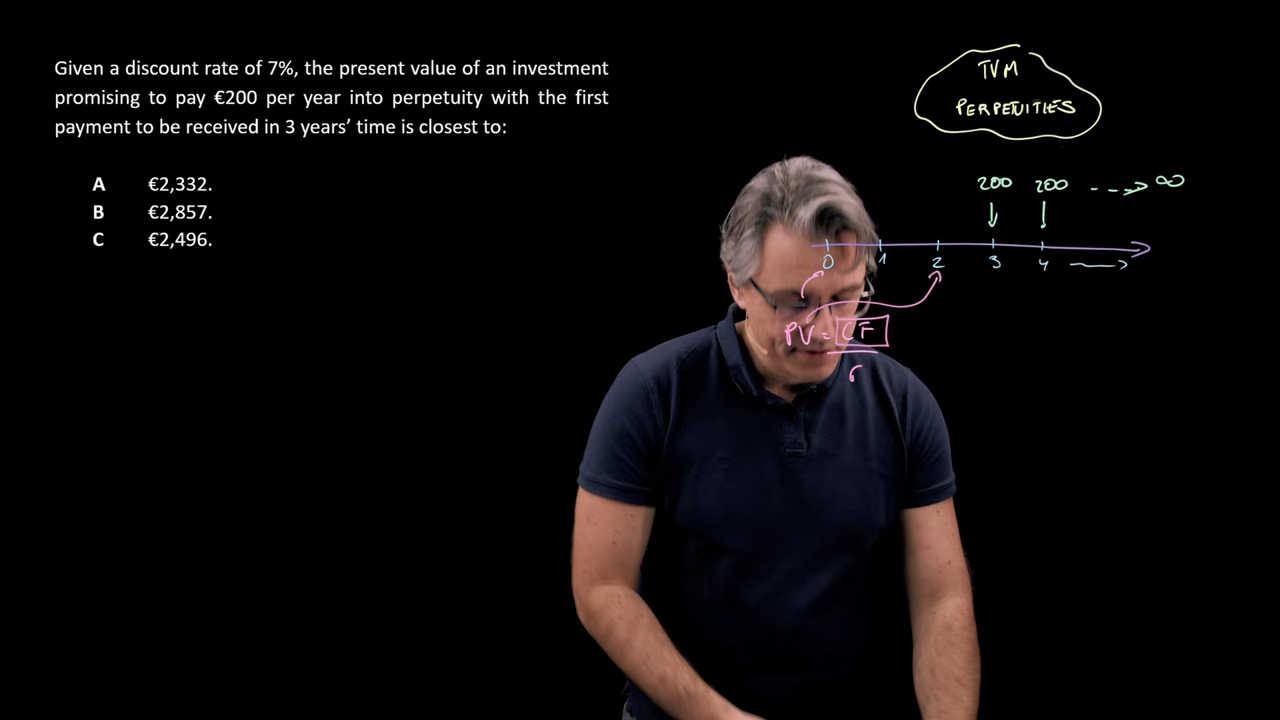 Given a discount rate of 7%, the present value of an investment
promising to pay €200 per year into perpetuity with the first
payment to be received in 3 years’ time is closest to:
A €2,332.
B €2,857.
C €2,496.
TVM
PERPENITIES
200 200 ∞
0 1 2 3 4
PV = CF
r